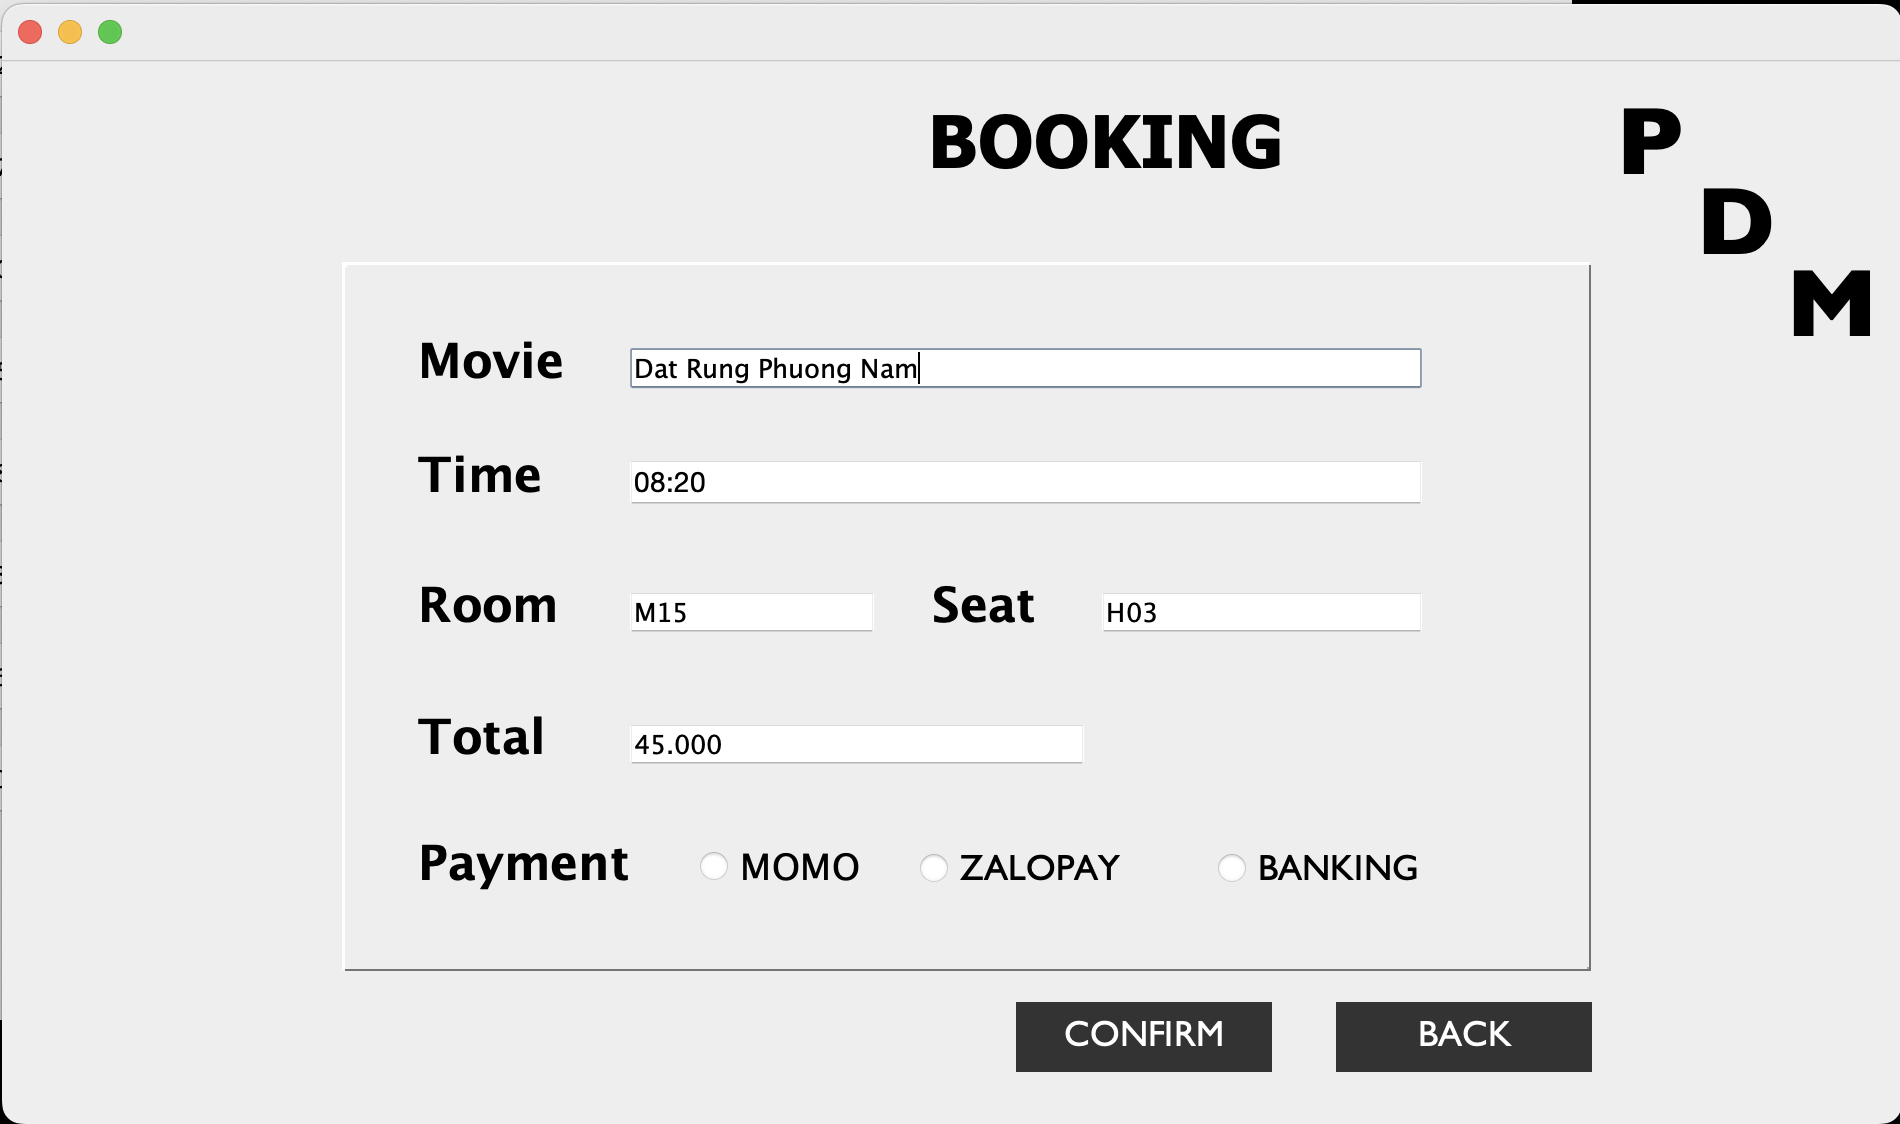 BOOKING
P
D
M
Movie Dat Rung Phuong Nam
Time 08:20
Room M15 Seat H03
Total 45.000
Payment MOMO ZALOPAY BANKING
CONFIRM BACK